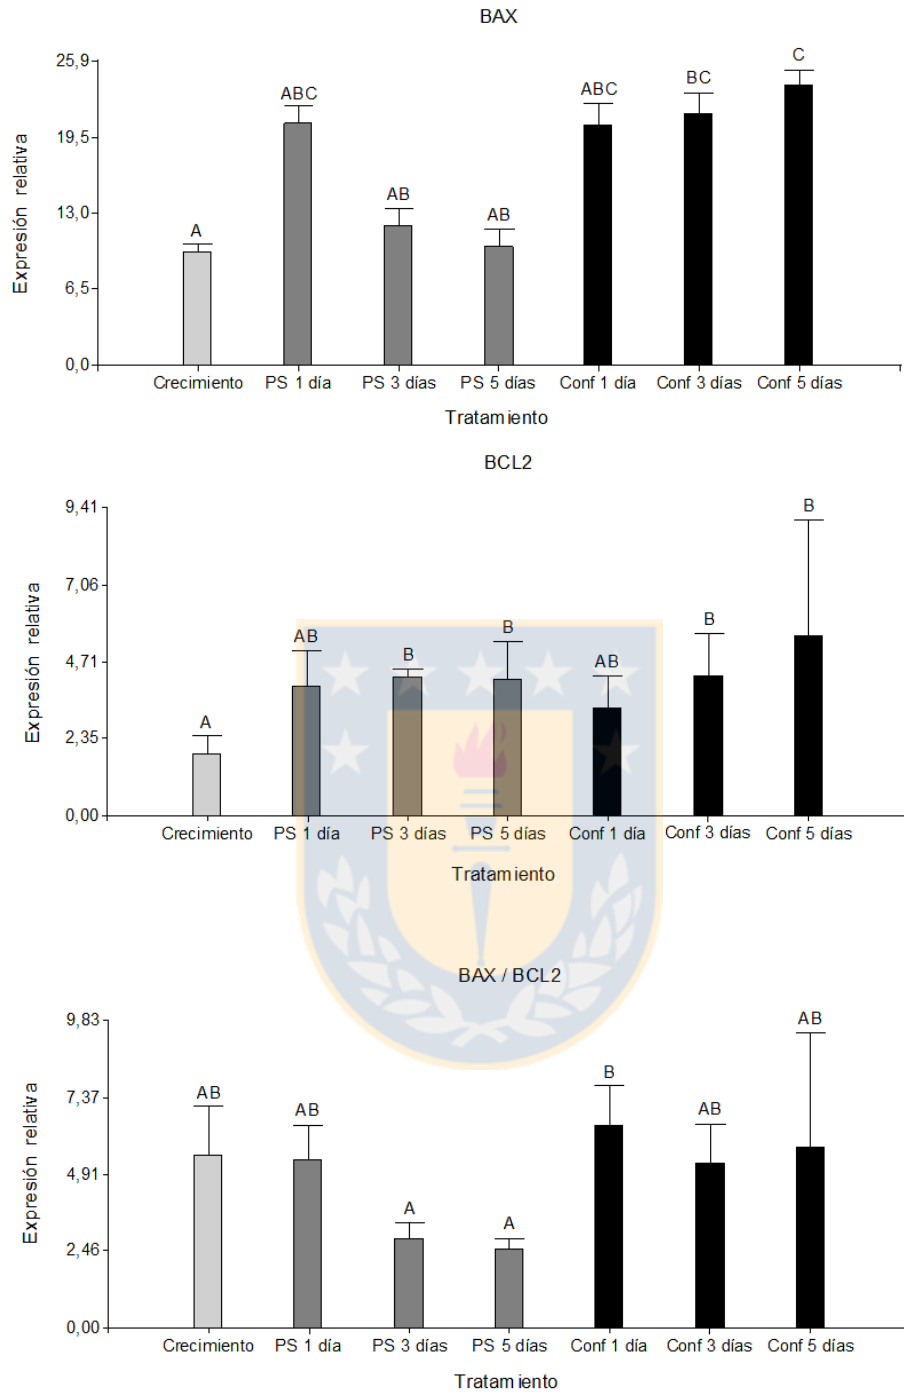 BAX
25,9
19,5
13,0
6,5
0,0
Expresión relativa
A
ABC
AB
AB
ABC
BC
C
Crecimiento PS 1 día PS 3 días PS 5 días Conf 1 día Conf 3 días Conf 5 días
Tratamiento
BCL2
9,41
7,06
4,71
2,35
0,00
Expresión relativa
A
AB
B
B
AB
B
B
Crecimiento PS 1 día PS 3 días PS 5 días Conf 1 día Conf 3 días Conf 5 días
Tratamiento
BAX / BCL2
9,83
7,37
4,91
2,46
0,00
Expresión relativa
AB
AB
A
A
B
AB
AB
Crecimiento PS 1 día PS 3 días PS 5 días Conf 1 día Conf 3 días Conf 5 días
Tratamiento